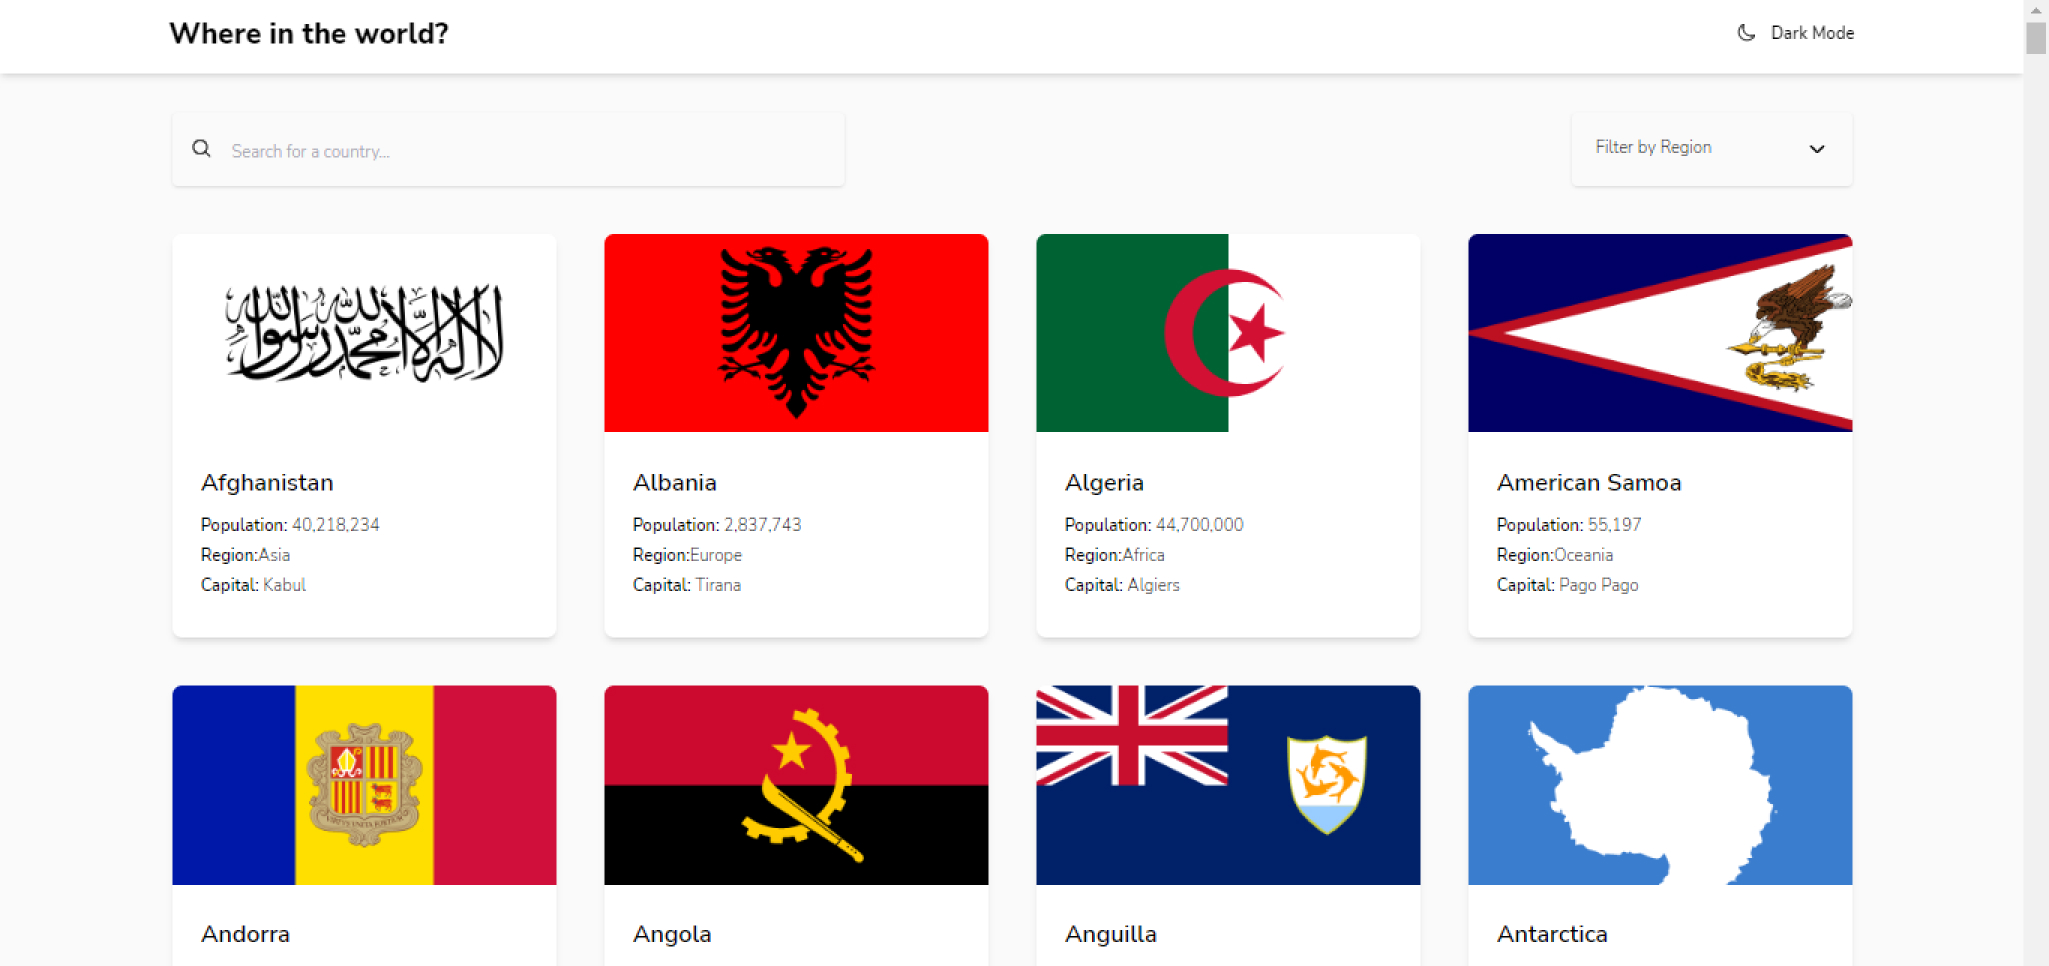 Where in the world?
Dark Mode
Search for a country...
Filter by Region
لا إله إلا الله محمد رسول الله
Afghanistan
Population: 40,218,234
Region:Asia
Capital: Kabul
Albania
Population: 2,837,743
Region:Europe
Capital: Tirana
Algeria
Population: 44,700,000
Region:Africa
Capital: Algiers
American Samoa
Population: 55,197
Region:Oceania
Capital: Pago Pago
Andorra
Angola
Anguilla
Antarctica